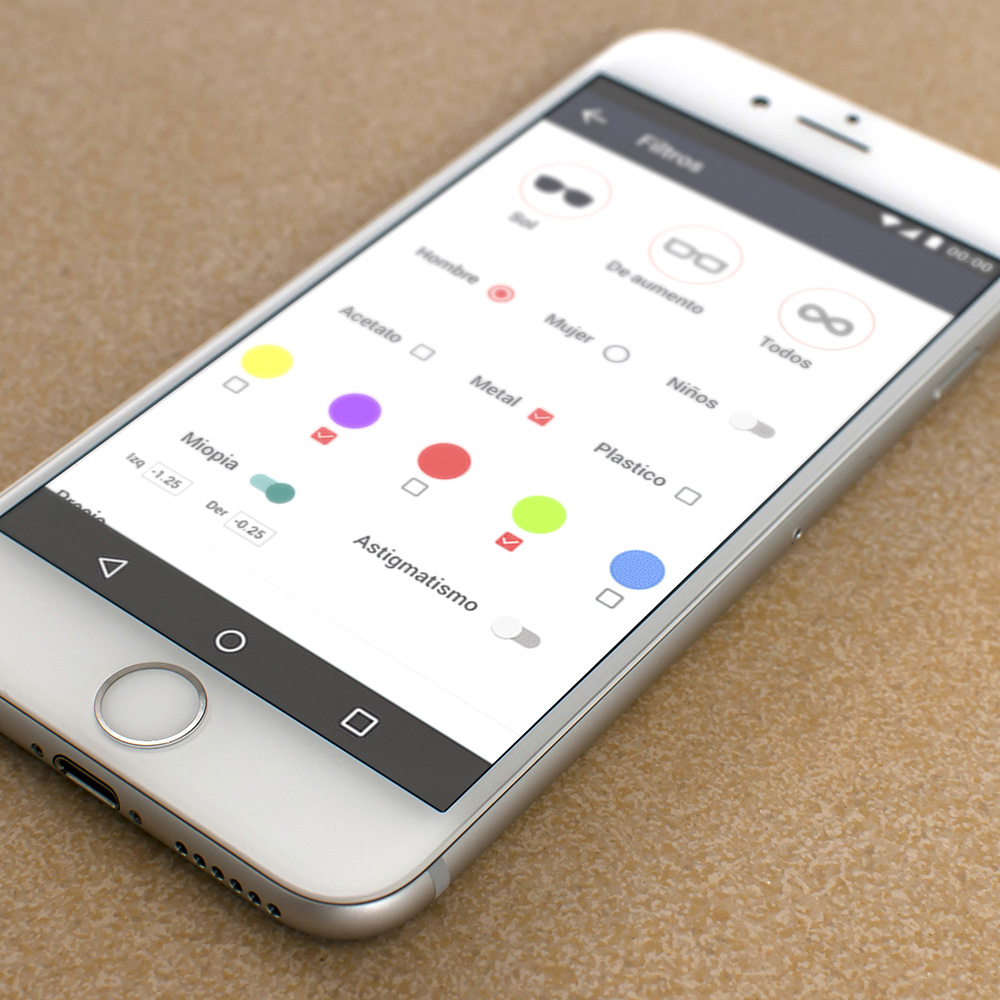 Filtros
00:00
Sol
De aumento
Todos
Hombre
Mujer
Niños
Acetato
Metal
Plastico
Miopia
Izq -1.25
Der -0.25
Astigmatismo
Precio